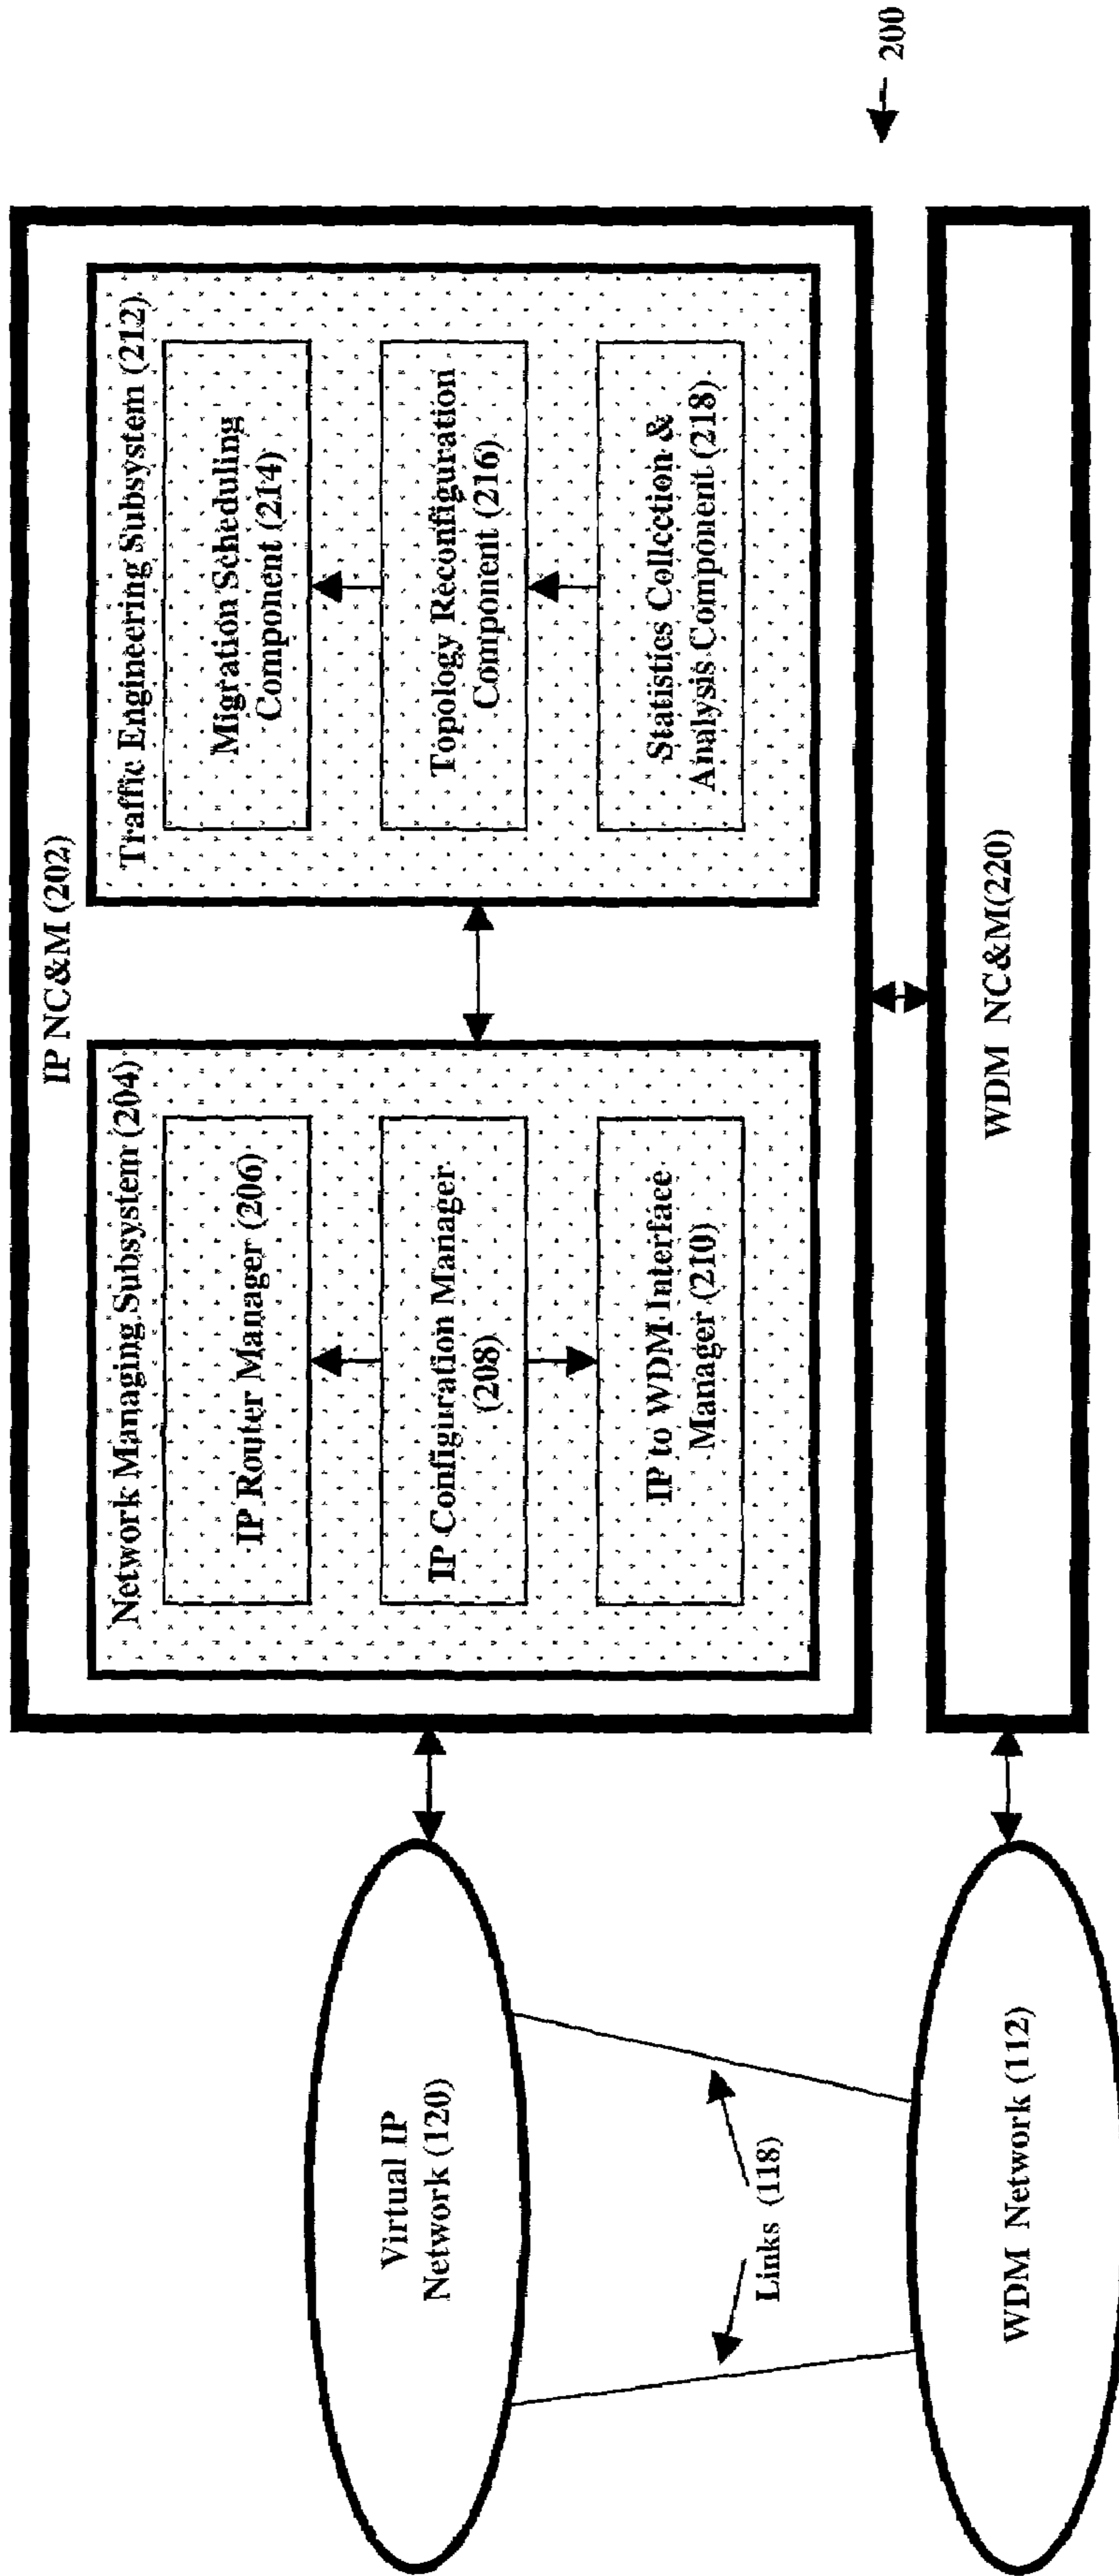 IP NC&M (202)
Network Managing Subsystem (204)
IP Router Manager (206)
IP Configuration Manager
(208)
IP to WDM Interface
Manager (210)
Traffic Engineering Subsystem (212)
Migration Scheduling
Component (214)
Topology Reconfiguration
Component (216)
Statistics Collection &
Analysis Component (218)
Virtual IP
Network (120)
Links (118)
WDM Network (112)
WDM NC&M(220)
200